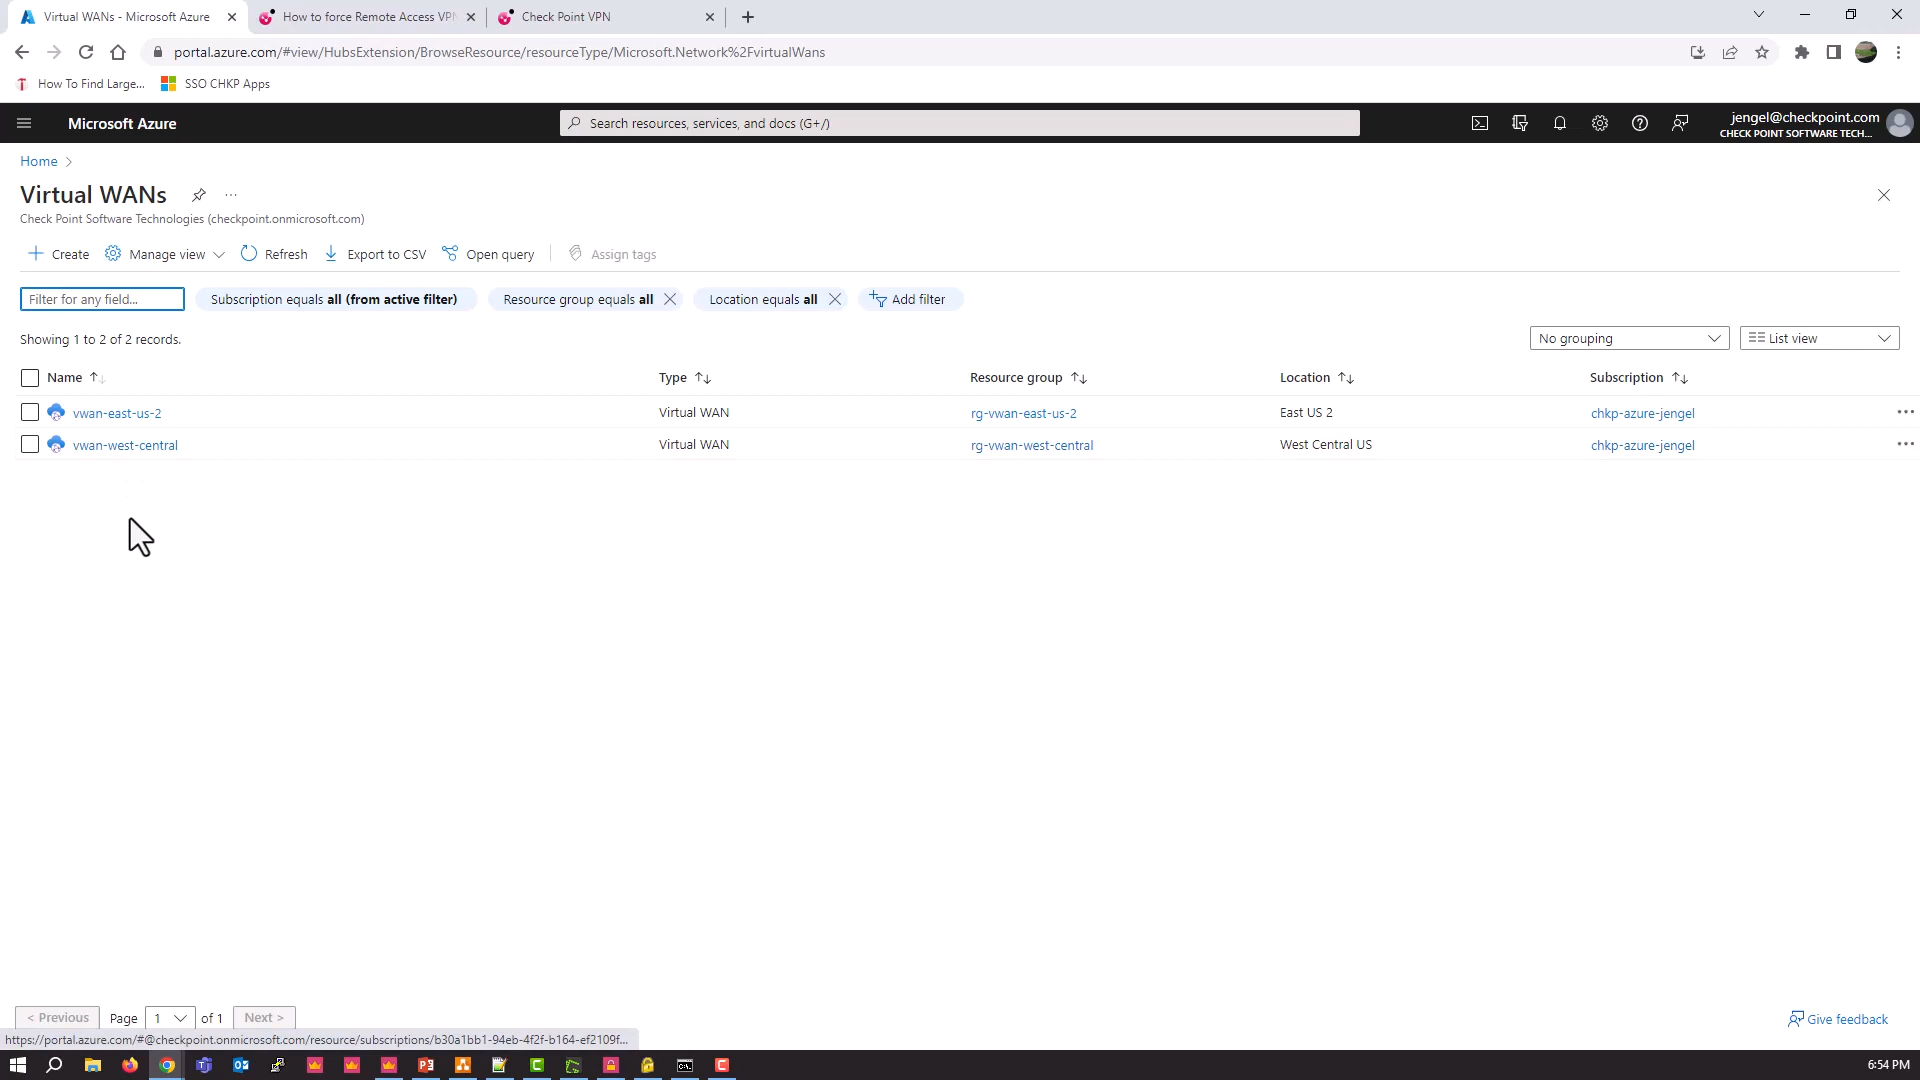 Virtual WANs - Microsoft Azure
How to force Remote Access VPN
Check Point VPN
portal.azure.com/#view/HubsExtension/BrowseResource/resourceType/Microsoft.Network%2FvirtualWans
How To Find Large...
SSO CHKP Apps
Microsoft Azure
Search resources, services, and docs (G+/)
jengel@checkpoint.com
CHECK POINT SOFTWARE TECH...
Home
Virtual WANs
Check Point Software Technologies (checkpoint.onmicrosoft.com)
Create
Manage view
Refresh
Export to CSV
Open query
Assign tags
Filter for any field...
Subscription equals all (from active filter)
Resource group equals all
Location equals all
Add filter
Showing 1 to 2 of 2 records.
No grouping
List view
Name Type Resource group Location Subscription
vwan-east-us-2 Virtual WAN rg-vwan-east-us-2 East US 2 chkp-azure-jengel
vwan-west-central Virtual WAN rg-vwan-west-central West Central US chkp-azure-jengel
< Previous Page 1 of 1 Next >
Give feedback
https://portal.azure.com/#@checkpoint.onmicrosoft.com/resource/subscriptions/b30a1bb1-94eb-4f2f-b164-ef2109f...
6:54 PM